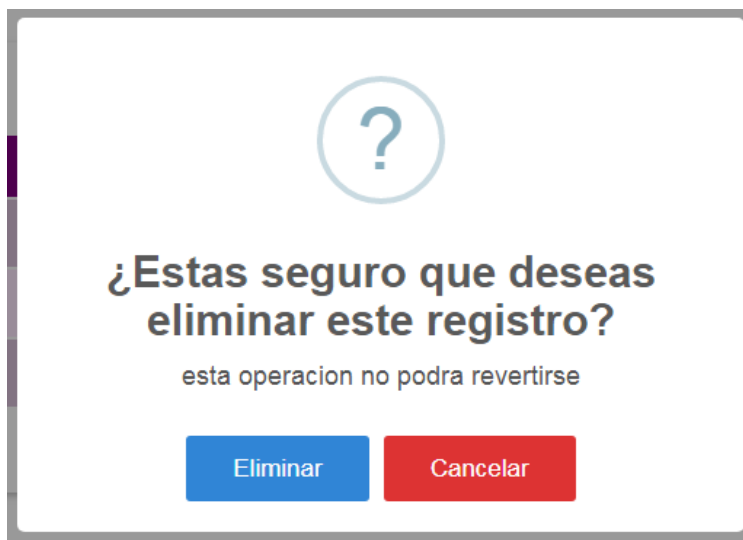 ?
¿Estas seguro que deseas
eliminar este registro?
esta operacion no podra revertirse
Eliminar
Cancelar